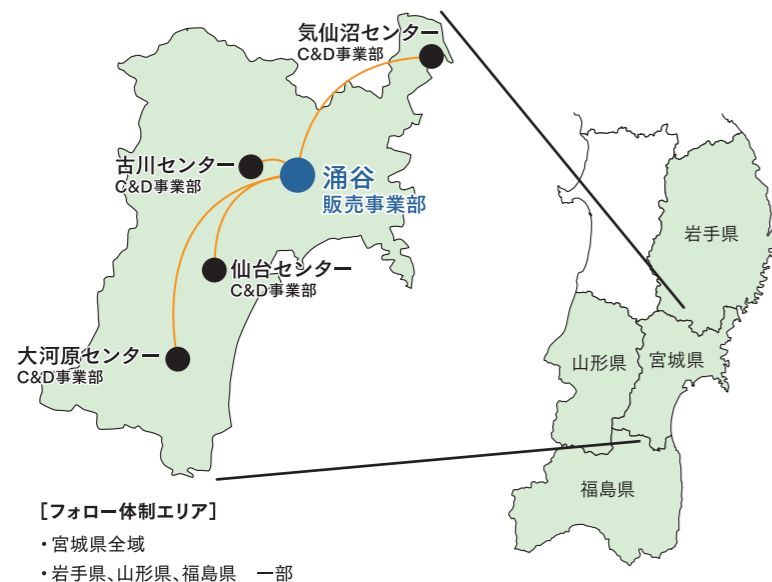 気仙沼センター
C&D事業部
古川センター
C&D事業部
涌谷
販売事業部
仙台センター
C&D事業部
大河原センター
C&D事業部
岩手県
山形県
宮城県
福島県
［フォロー体制エリア］
・宮城県全域
・岩手県、山形県、福島県　一部